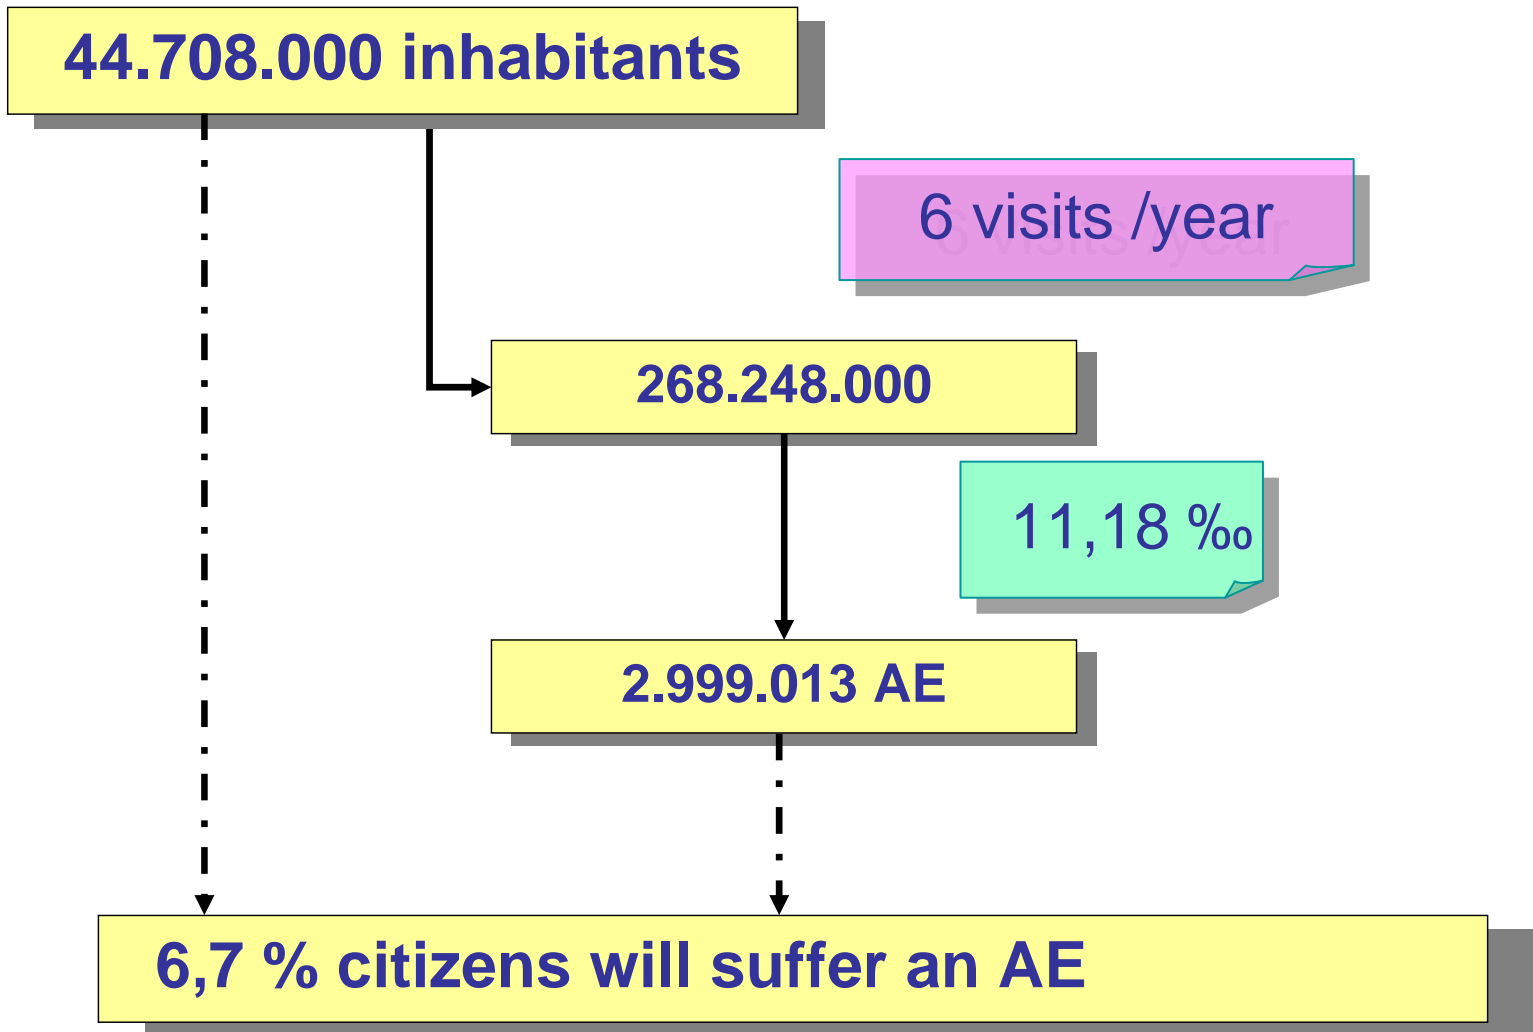 44.708.000 inhabitants
6 visits /year
268.248.000
11,18 ‰
2.999.013 AE
6,7 % citizens will suffer an AE